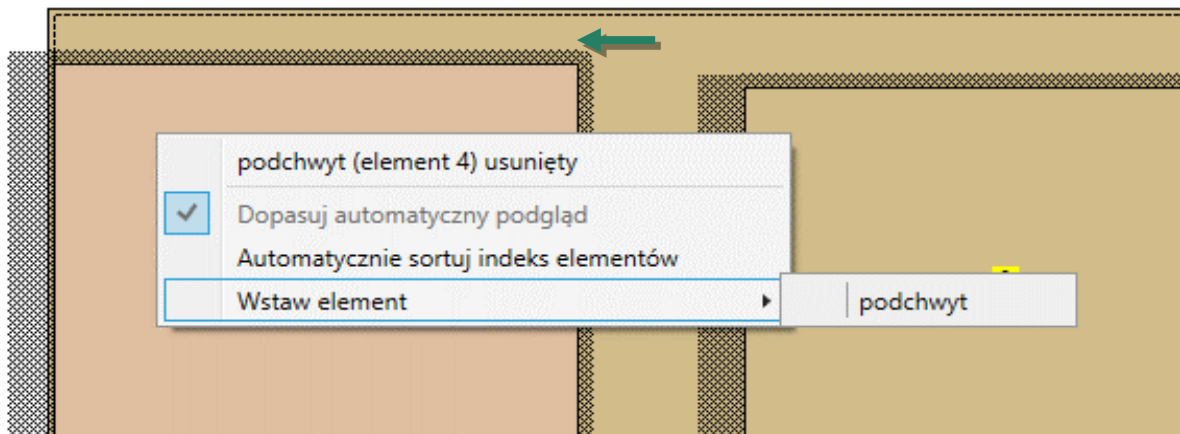 podchwyt (element 4) usunięty
Dopasuj automatyczny podgląd
Automatycznie sortuj indeks elementów
Wstaw element
podchwyt